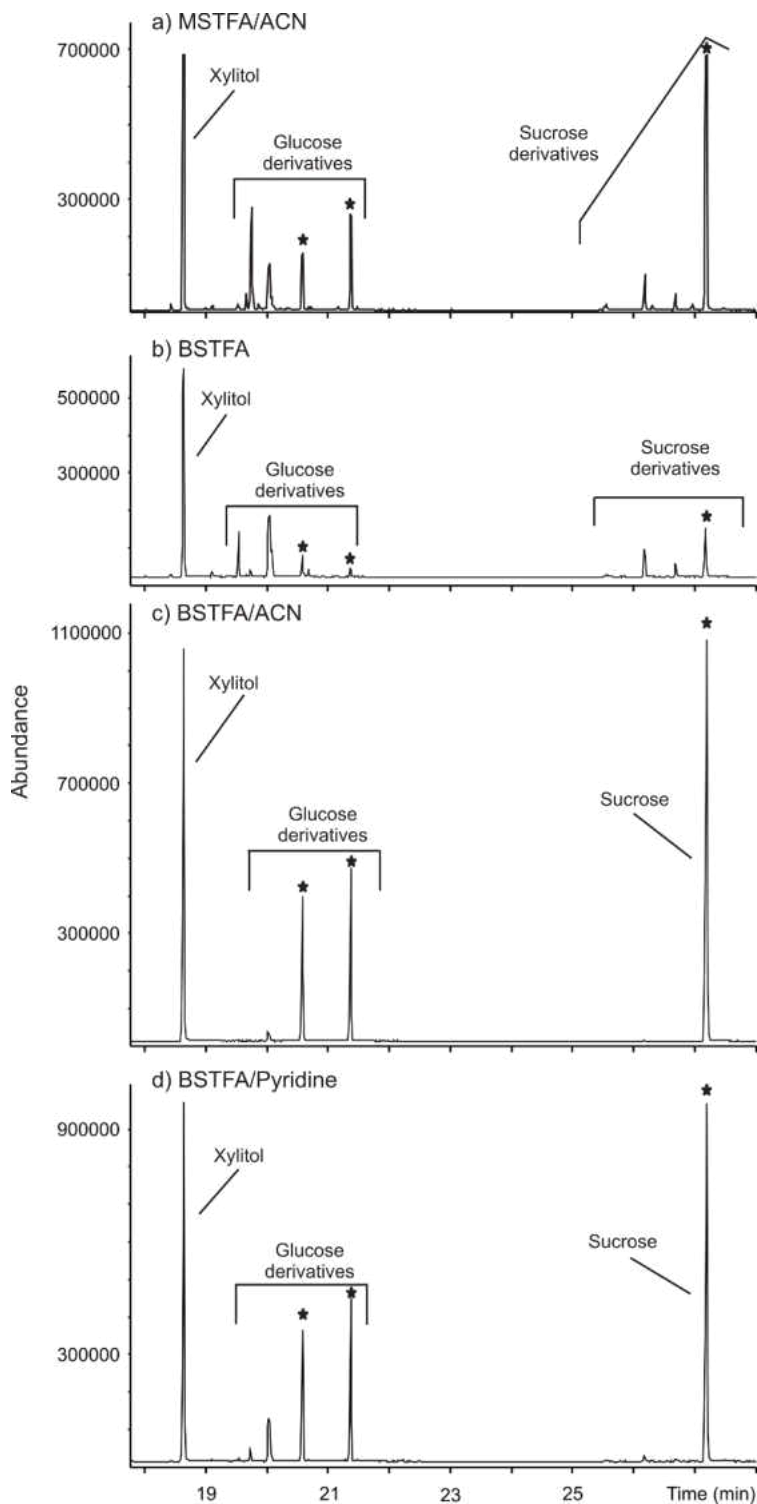 a) MSTFA/ACN
700000
Xylitol
Glucose
derivatives
Sucrose
derivatives
300000
b) BSTFA
500000
Xylitol
Glucose
derivatives
Sucrose
derivatives
300000
c) BSTFA/ACN
1100000
Xylitol
Abundance
700000
Glucose
derivatives
Sucrose
300000
d) BSTFA/Pyridine
900000
Xylitol
Glucose
derivatives
Sucrose
300000
19 21 23 25 Time (min)